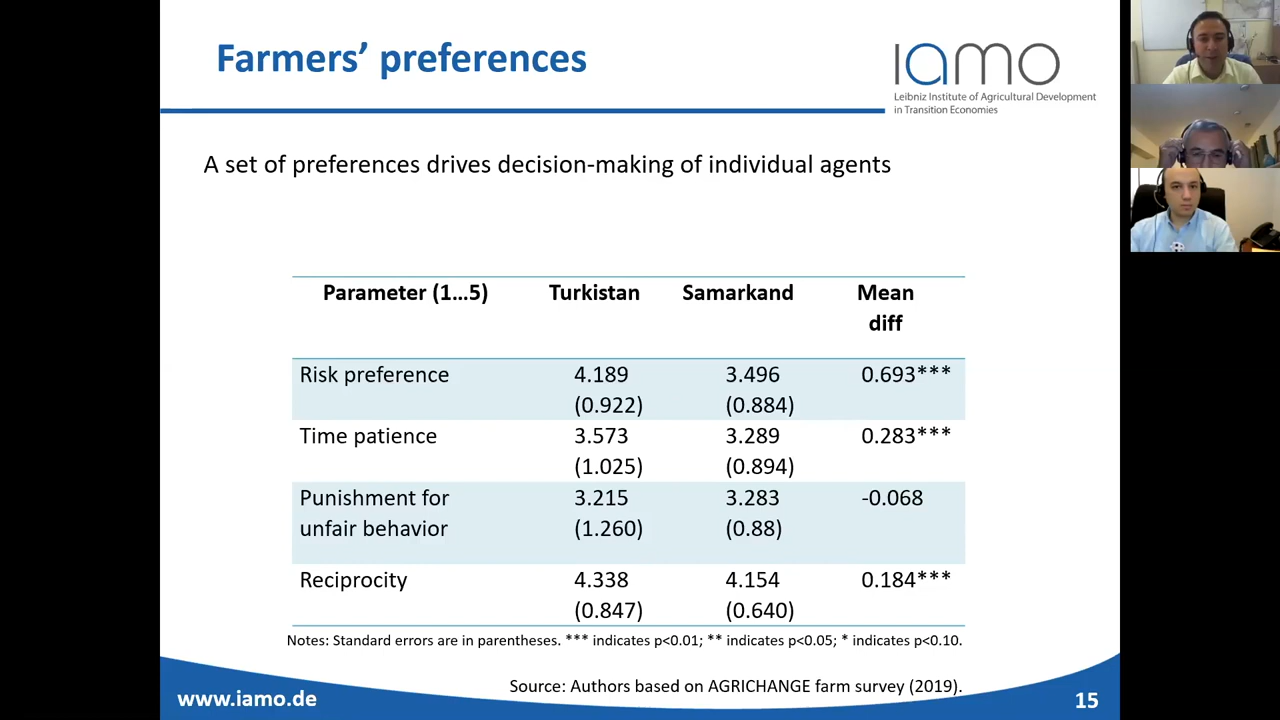 Farmers’ preferences
iamo
Leibniz Institute of Agricultural Development
in Transition Economies
A set of preferences drives decision-making of individual agents
Parameter (1…5) Turkistan Samarkand Mean
diff
Risk preference 4.189 3.496 0.693***
(0.922) (0.884)
Time patience 3.573 3.289 0.283***
(1.025) (0.894)
Punishment for 3.215 3.283 -0.068
unfair behavior (1.260) (0.88)
Reciprocity 4.338 4.154 0.184***
(0.847) (0.640)
Notes: Standard errors are in parentheses. *** indicates p<0.01; ** indicates p<0.05; * indicates p<0.10.
Source: Authors based on AGRICHANGE farm survey (2019).
www.iamo.de 15